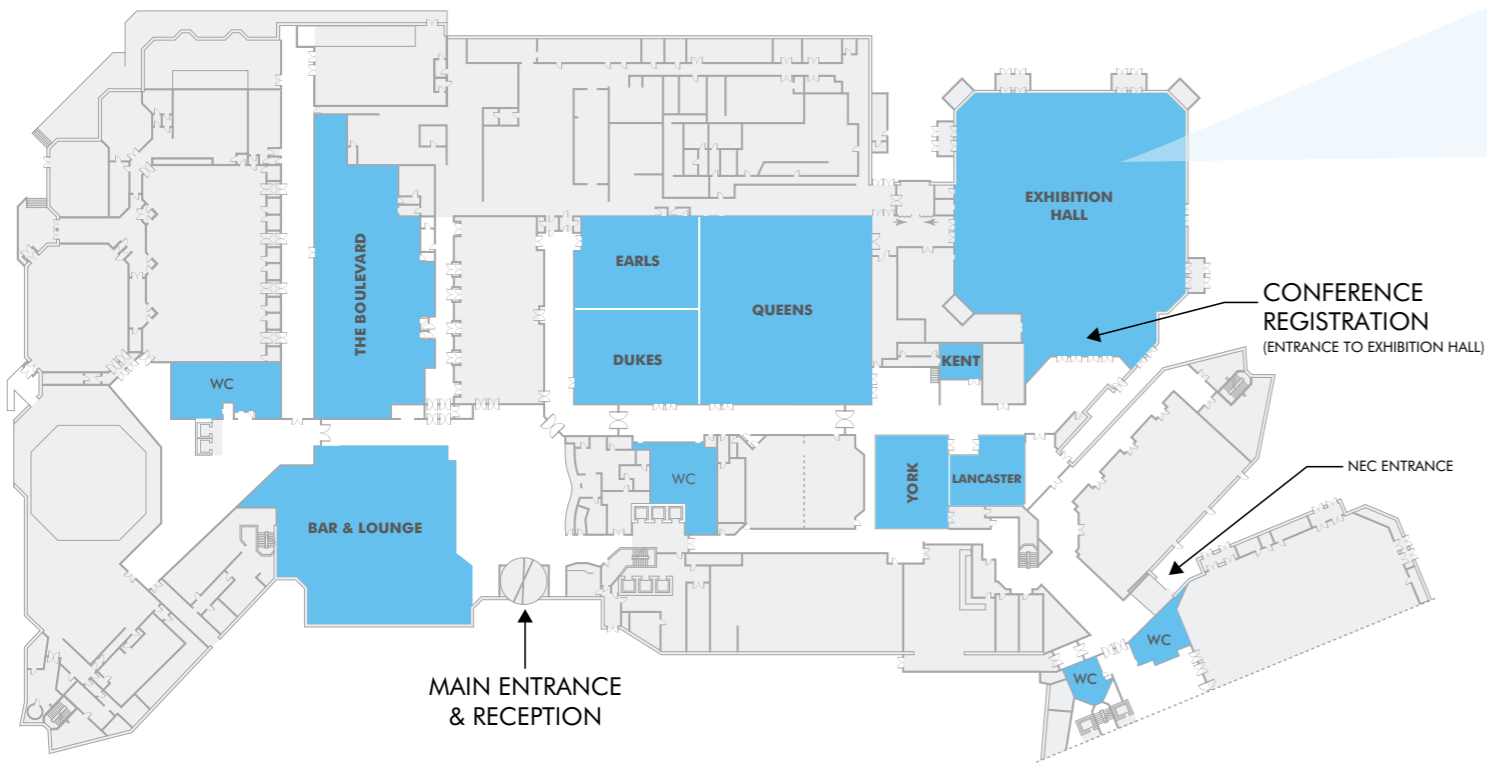 EXHIBITION
HALL
EARLS
THE BOULEVARD
QUEENS
CONFERENCE
REGISTRATION
(ENTRANCE TO EXHIBITION HALL)
DUKES
KENT
WC
NEC ENTRANCE
WC
YORK
LANCASTER
BAR & LOUNGE
WC
WC
MAIN ENTRANCE
& RECEPTION